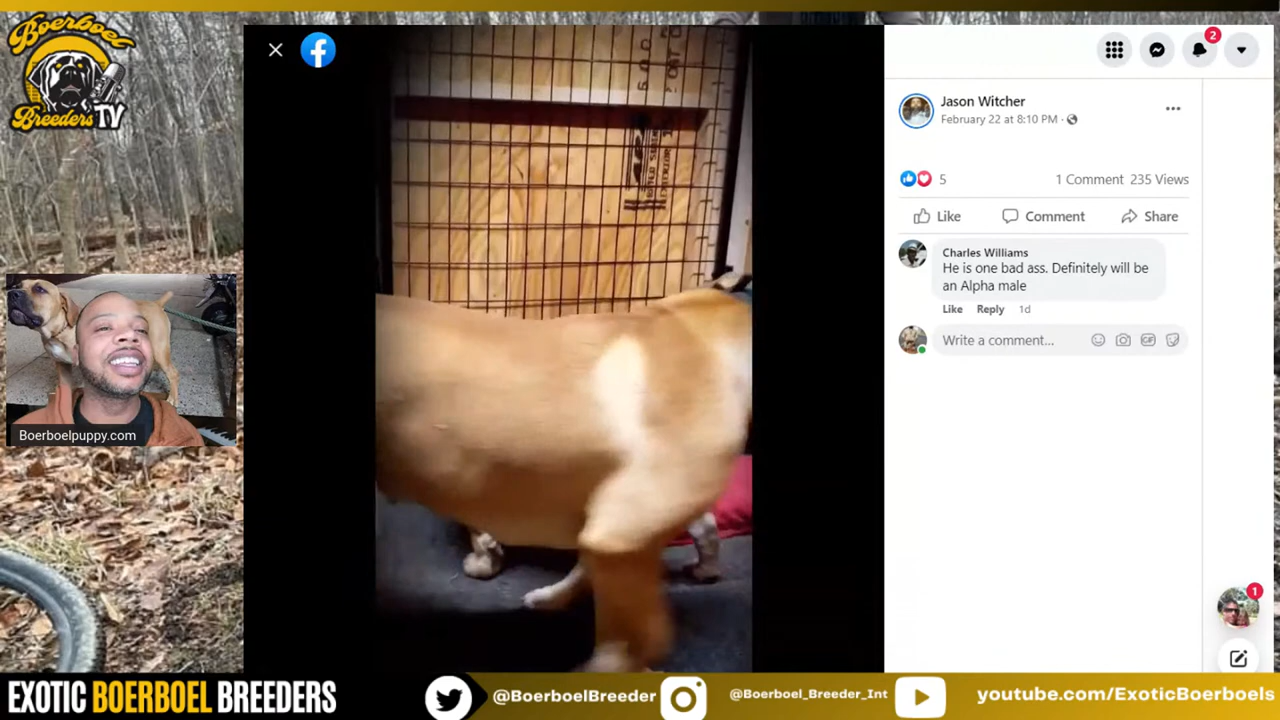 Boerboel
Breeders TV
Boerboelpuppy.com
Jason Witcher
February 22 at 8:10 PM ·
5
1 Comment 235 Views
Like Comment Share
Charles Williams
He is one bad ass. Definitely will be
an Alpha male
Like Reply 1d
Write a comment...
GIF
2
1
EXOTIC BOERBOEL BREEDERS
@BoerboelBreeder
@Boerboel_Breeder_Int
youtube.com/ExoticBoerboels